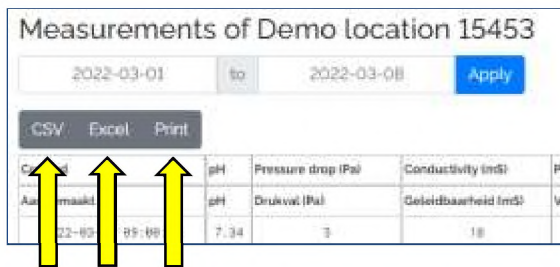 Measurements of Demo location 15453
2022-03-01 to 2022-03-08 Apply
CSV Excel Print
pH Pressure drop (Pa) Conductivity (mS)
pH Drukval (Pa) Geleidbaarheid (mS)
7.34 3 18